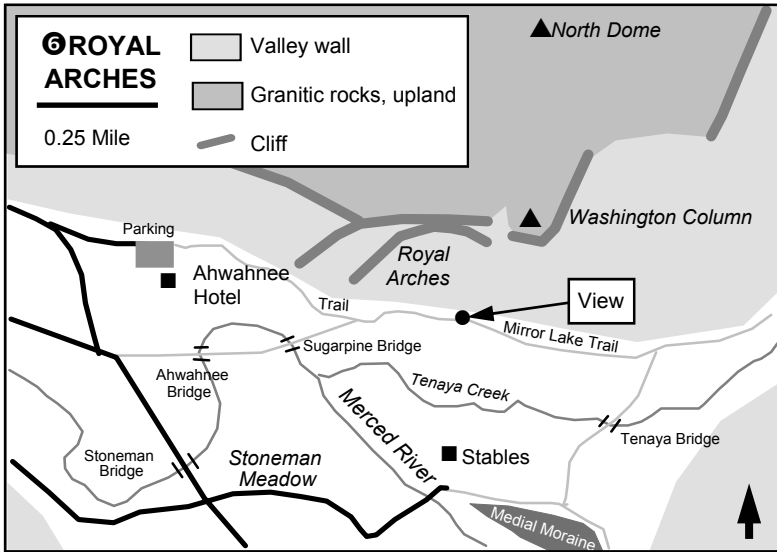 ❻ROYAL
ARCHES
0.25 Mile
Valley wall
Granitic rocks, upland
Cliff
North Dome
Washington Column
Royal
Arches
Parking
Ahwahnee
Hotel
View
Trail
Mirror Lake Trail
Sugarpine Bridge
Ahwahnee
Bridge
Tenaya Creek
Merced River
Tenaya Bridge
Stoneman
Bridge
Stoneman
Meadow
Stables
Medial Moraine